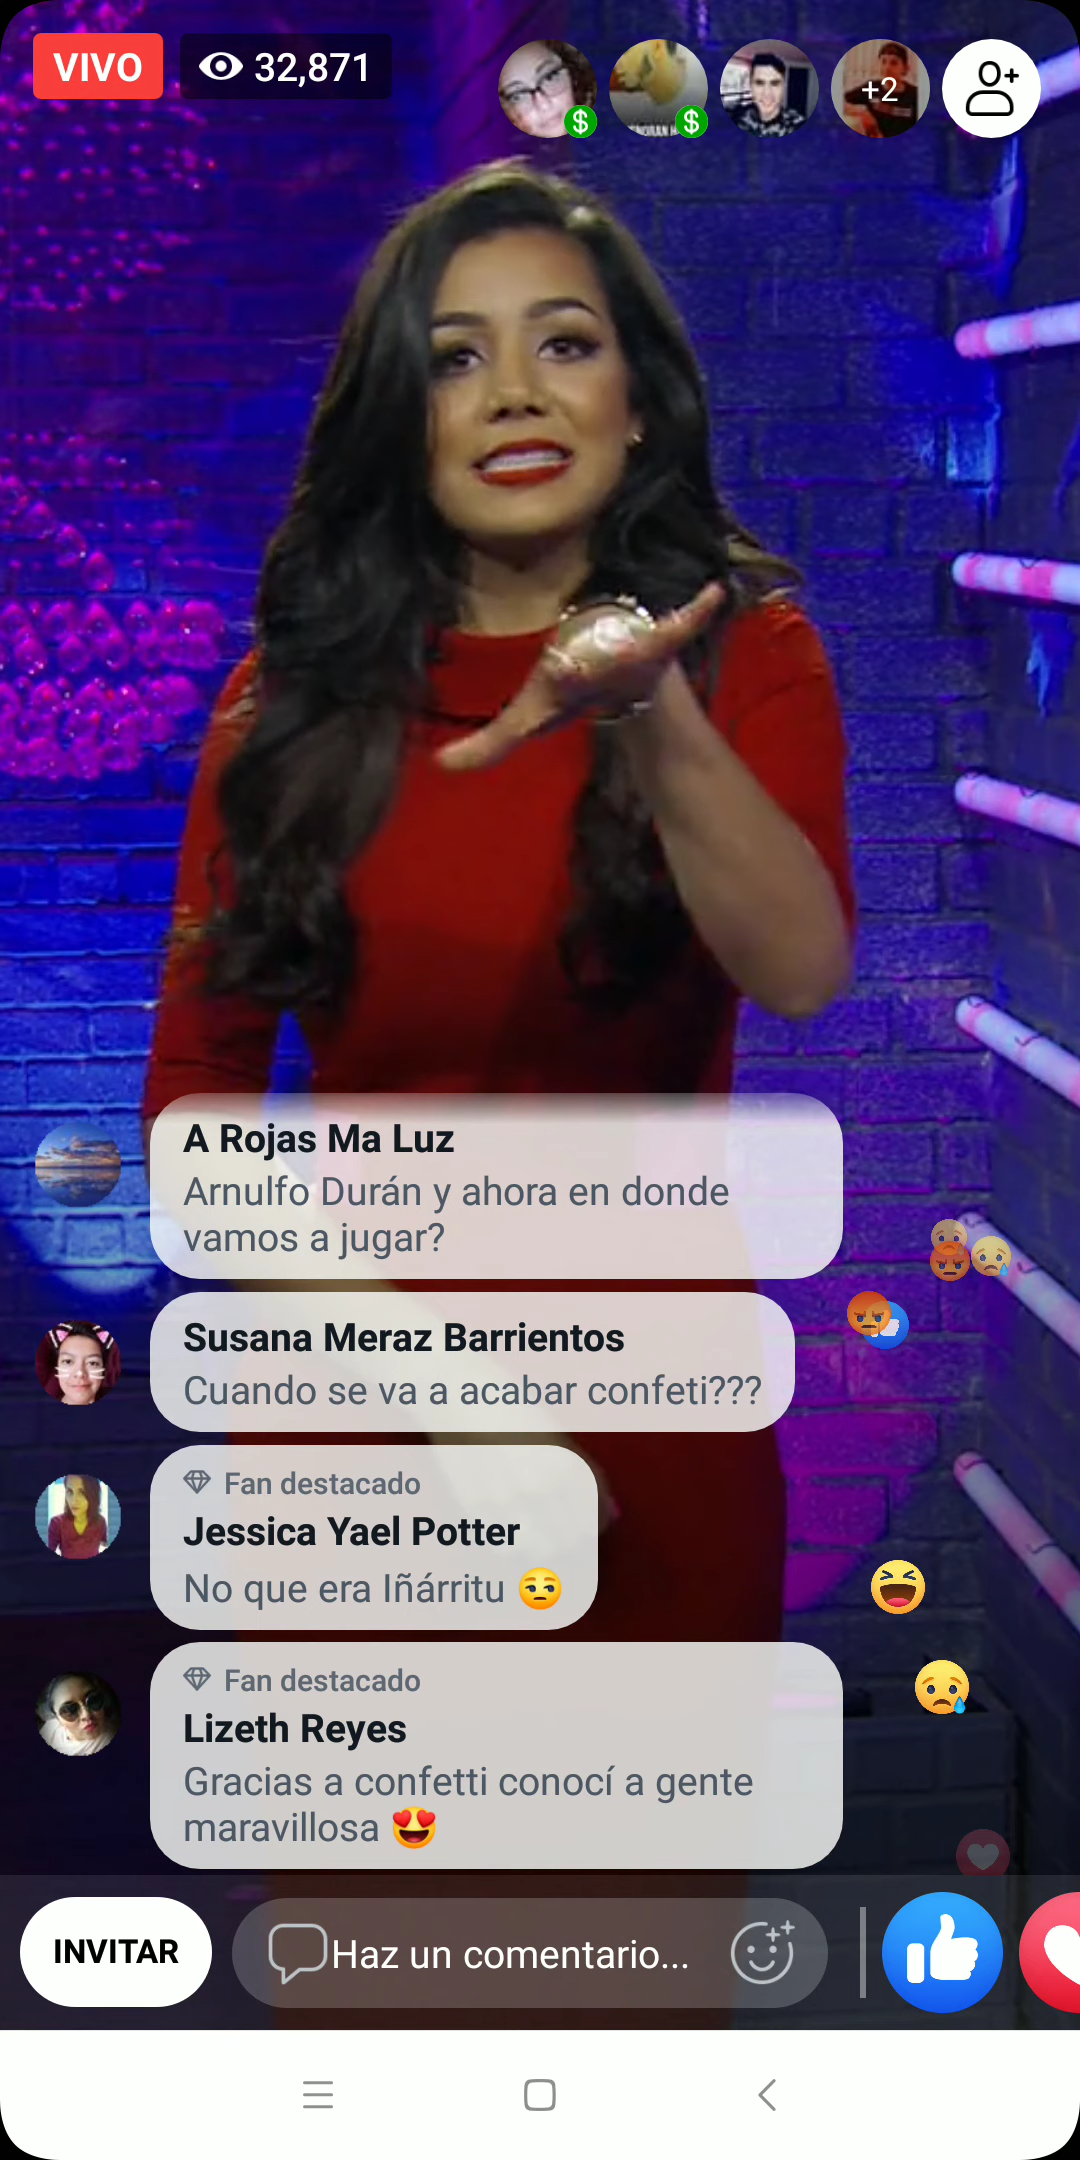 VIVO
32,871
+2
A Rojas Ma Luz
Arnulfo Durán y ahora en donde
vamos a jugar?
Susana Meraz Barrientos
Cuando se va a acabar confeti???
Fan destacado
Jessica Yael Potter
No que era Iñárritu 😒
Fan destacado
Lizeth Reyes
Gracias a confetti conocí a gente
maravillosa 😍
INVITAR
Haz un comentario...